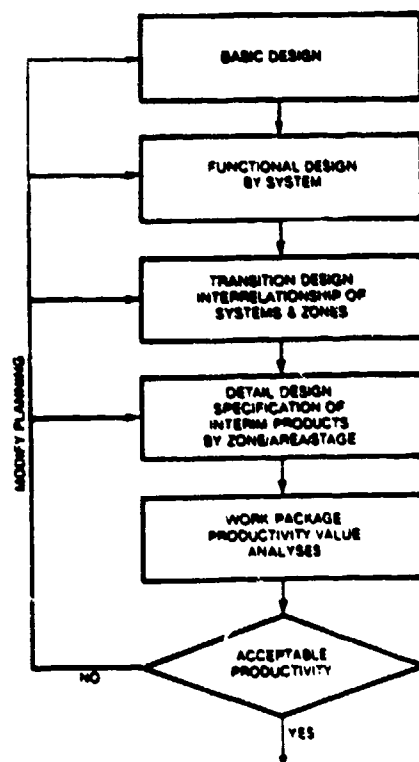 BASIC DESIGN
FUNCTIONAL DESIGN
BY SYSTEM
TRANSITION DESIGN
INTERRELATIONSHIP OF
SYSTEMS & ZONES
DETAIL DESIGN
SPECIFICATION OF
INTERIM PRODUCTS
BY ZONE/AREA/STAGE
MODIFY PLANNING
WORK PACKAGE
PRODUCTIVITY VALUE
ANALYSES
ACCEPTABLE
PRODUCTIVITY
NO
YES